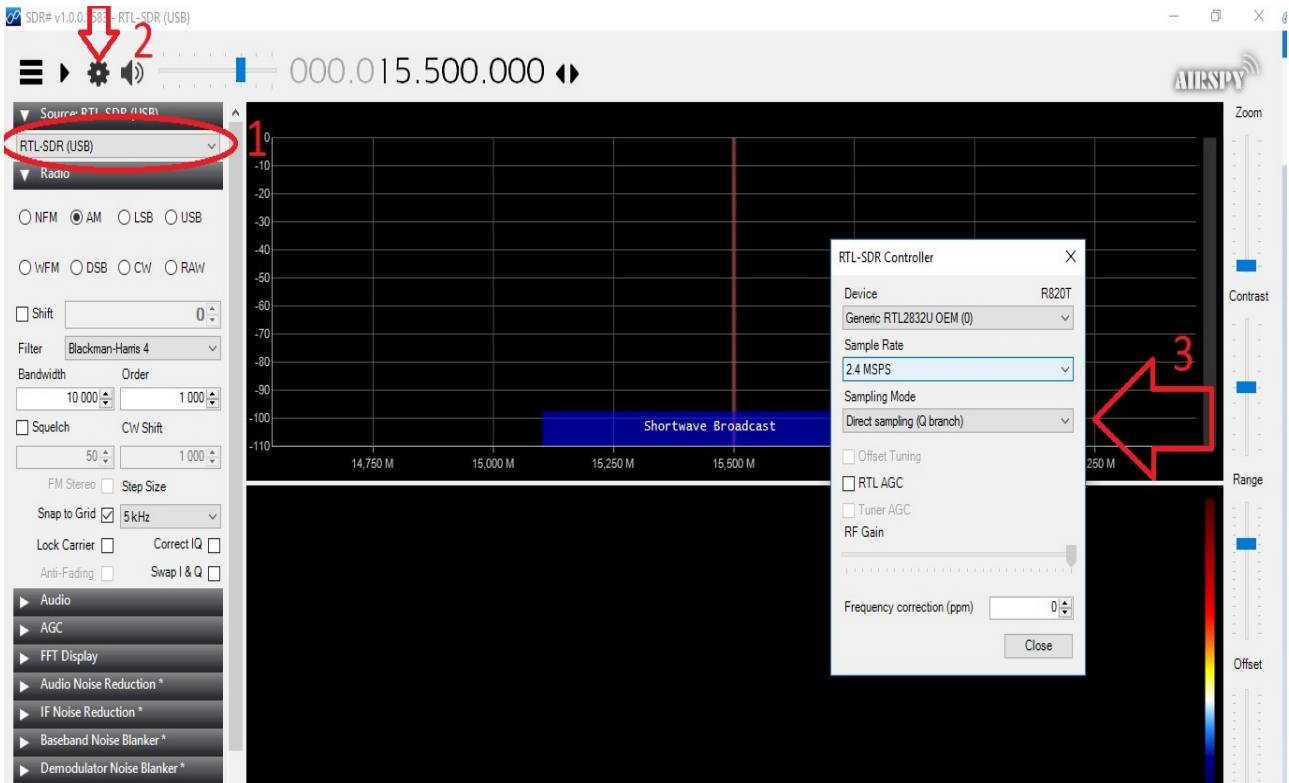 SDR# v1.0.0.1583 - RTL-SDR (USB)
2
000.015.500.000
AIRSPY
Source: RTL-SDR (USB)
RTL-SDR (USB)
1
Radio
NFM AM LSB USB
WFM DSB CW RAW
Shift 0
Filter Blackman-Harris 4
Bandwidth Order
10 000 1 000
Squelch CW Shift
50 1 000
FM Stereo Step Size
Snap to Grid 5 kHz
Lock Carrier Correct IQ
Anti-Fading Swap I & Q
Audio
AGC
FFT Display
Audio Noise Reduction *
IF Noise Reduction *
Baseband Noise Blanker *
Demodulator Noise Blanker *
0
-10
-20
-30
-40
-50
-60
-70
-80
-90
-100
-110
Shortwave Broadcast
14,750 M 15,000 M 15,250 M 15,500 M 250 M
RTL-SDR Controller X
Device R820T
Generic RTL2832U OEM (0)
Sample Rate
2.4 MSPS
Sampling Mode
Direct sampling (Q branch)
Offset Tuning
RTL AGC
Tuner AGC
RF Gain
Frequency correction (ppm) 0
Close
3
Zoom
Contrast
Range
Offset